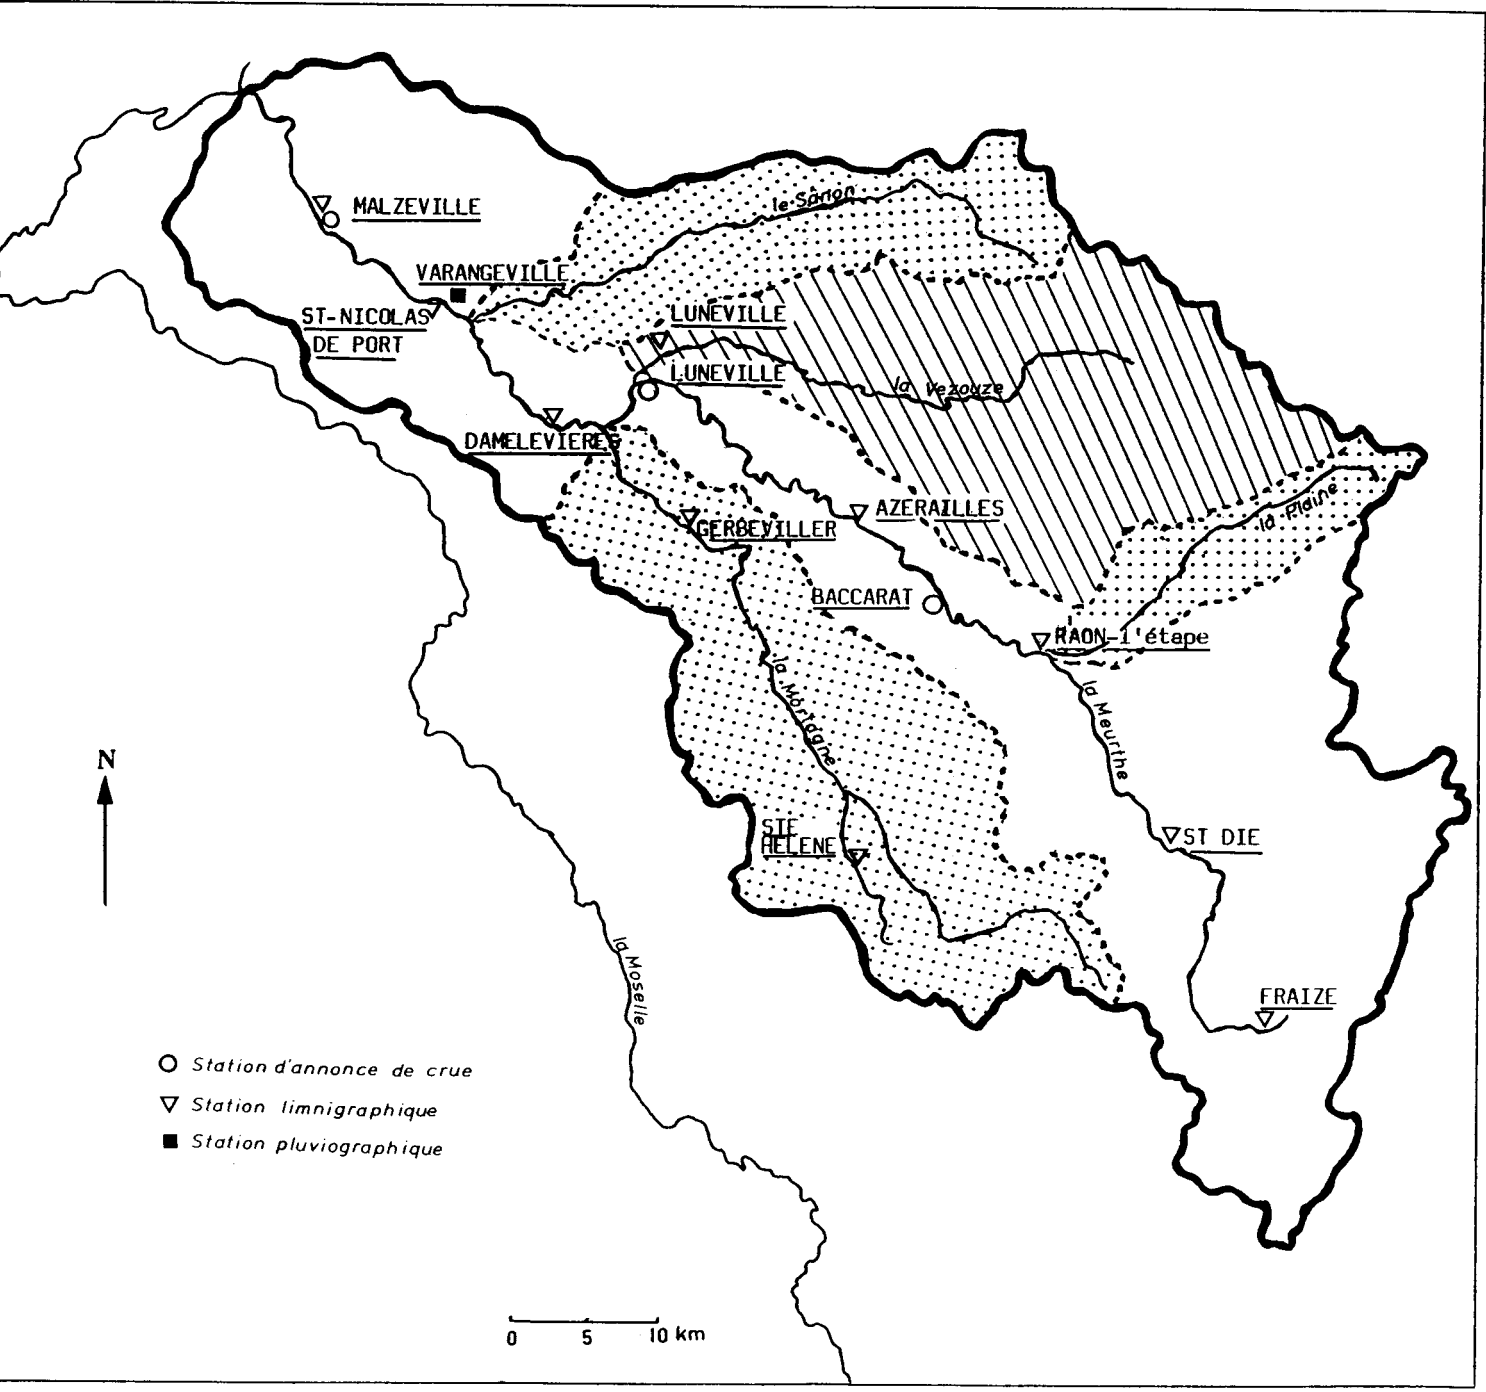 le Sânon
MALZEVILLE
VARANGEVILLE
ST-NICOLAS
DE PORT
LUNEVILLE
LUNEVILLE
la Vezouze
DAMELEVIERES
la Plaine
AZERAILLES
GERBEVILLER
BACCARAT
RAON-l'étape
la Mortagne
la Meurthe
N
STE
HELENE
ST DIE
la Moselle
FRAIZE
Station d'annonce de crue
Station limnigraphique
Station pluviographique
0 5 10 km